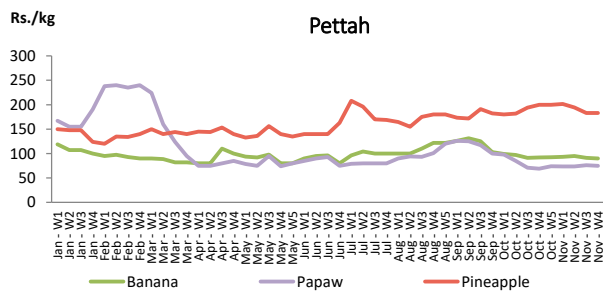 Rs./kg
Pettah
300
250
200
150
100
50
0
Jan - W1
Jan - W2
Jan - W3
Jan - W4
Feb - W1
Feb - W2
Feb - W3
Feb - W4
Mar - W1
Mar - W2
Mar - W3
Mar - W4
Apr - W1
Apr - W2
Apr - W3
Apr - W4
May - W1
May - W2
May - W3
May - W4
May - W5
Jun - W1
Jun - W2
Jun - W3
Jun - W4
Jul - W1
Jul - W2
Jul - W3
Jul - W4
Aug - W1
Aug - W2
Aug - W3
Aug - W4
Sep - W1
Sep - W2
Sep - W3
Sep - W4
Oct - W1
Oct - W2
Oct - W3
Oct - W4
Oct - W5
Nov - W1
Nov - W2
Nov - W3
Nov - W4
Banana
Papaw
Pineapple